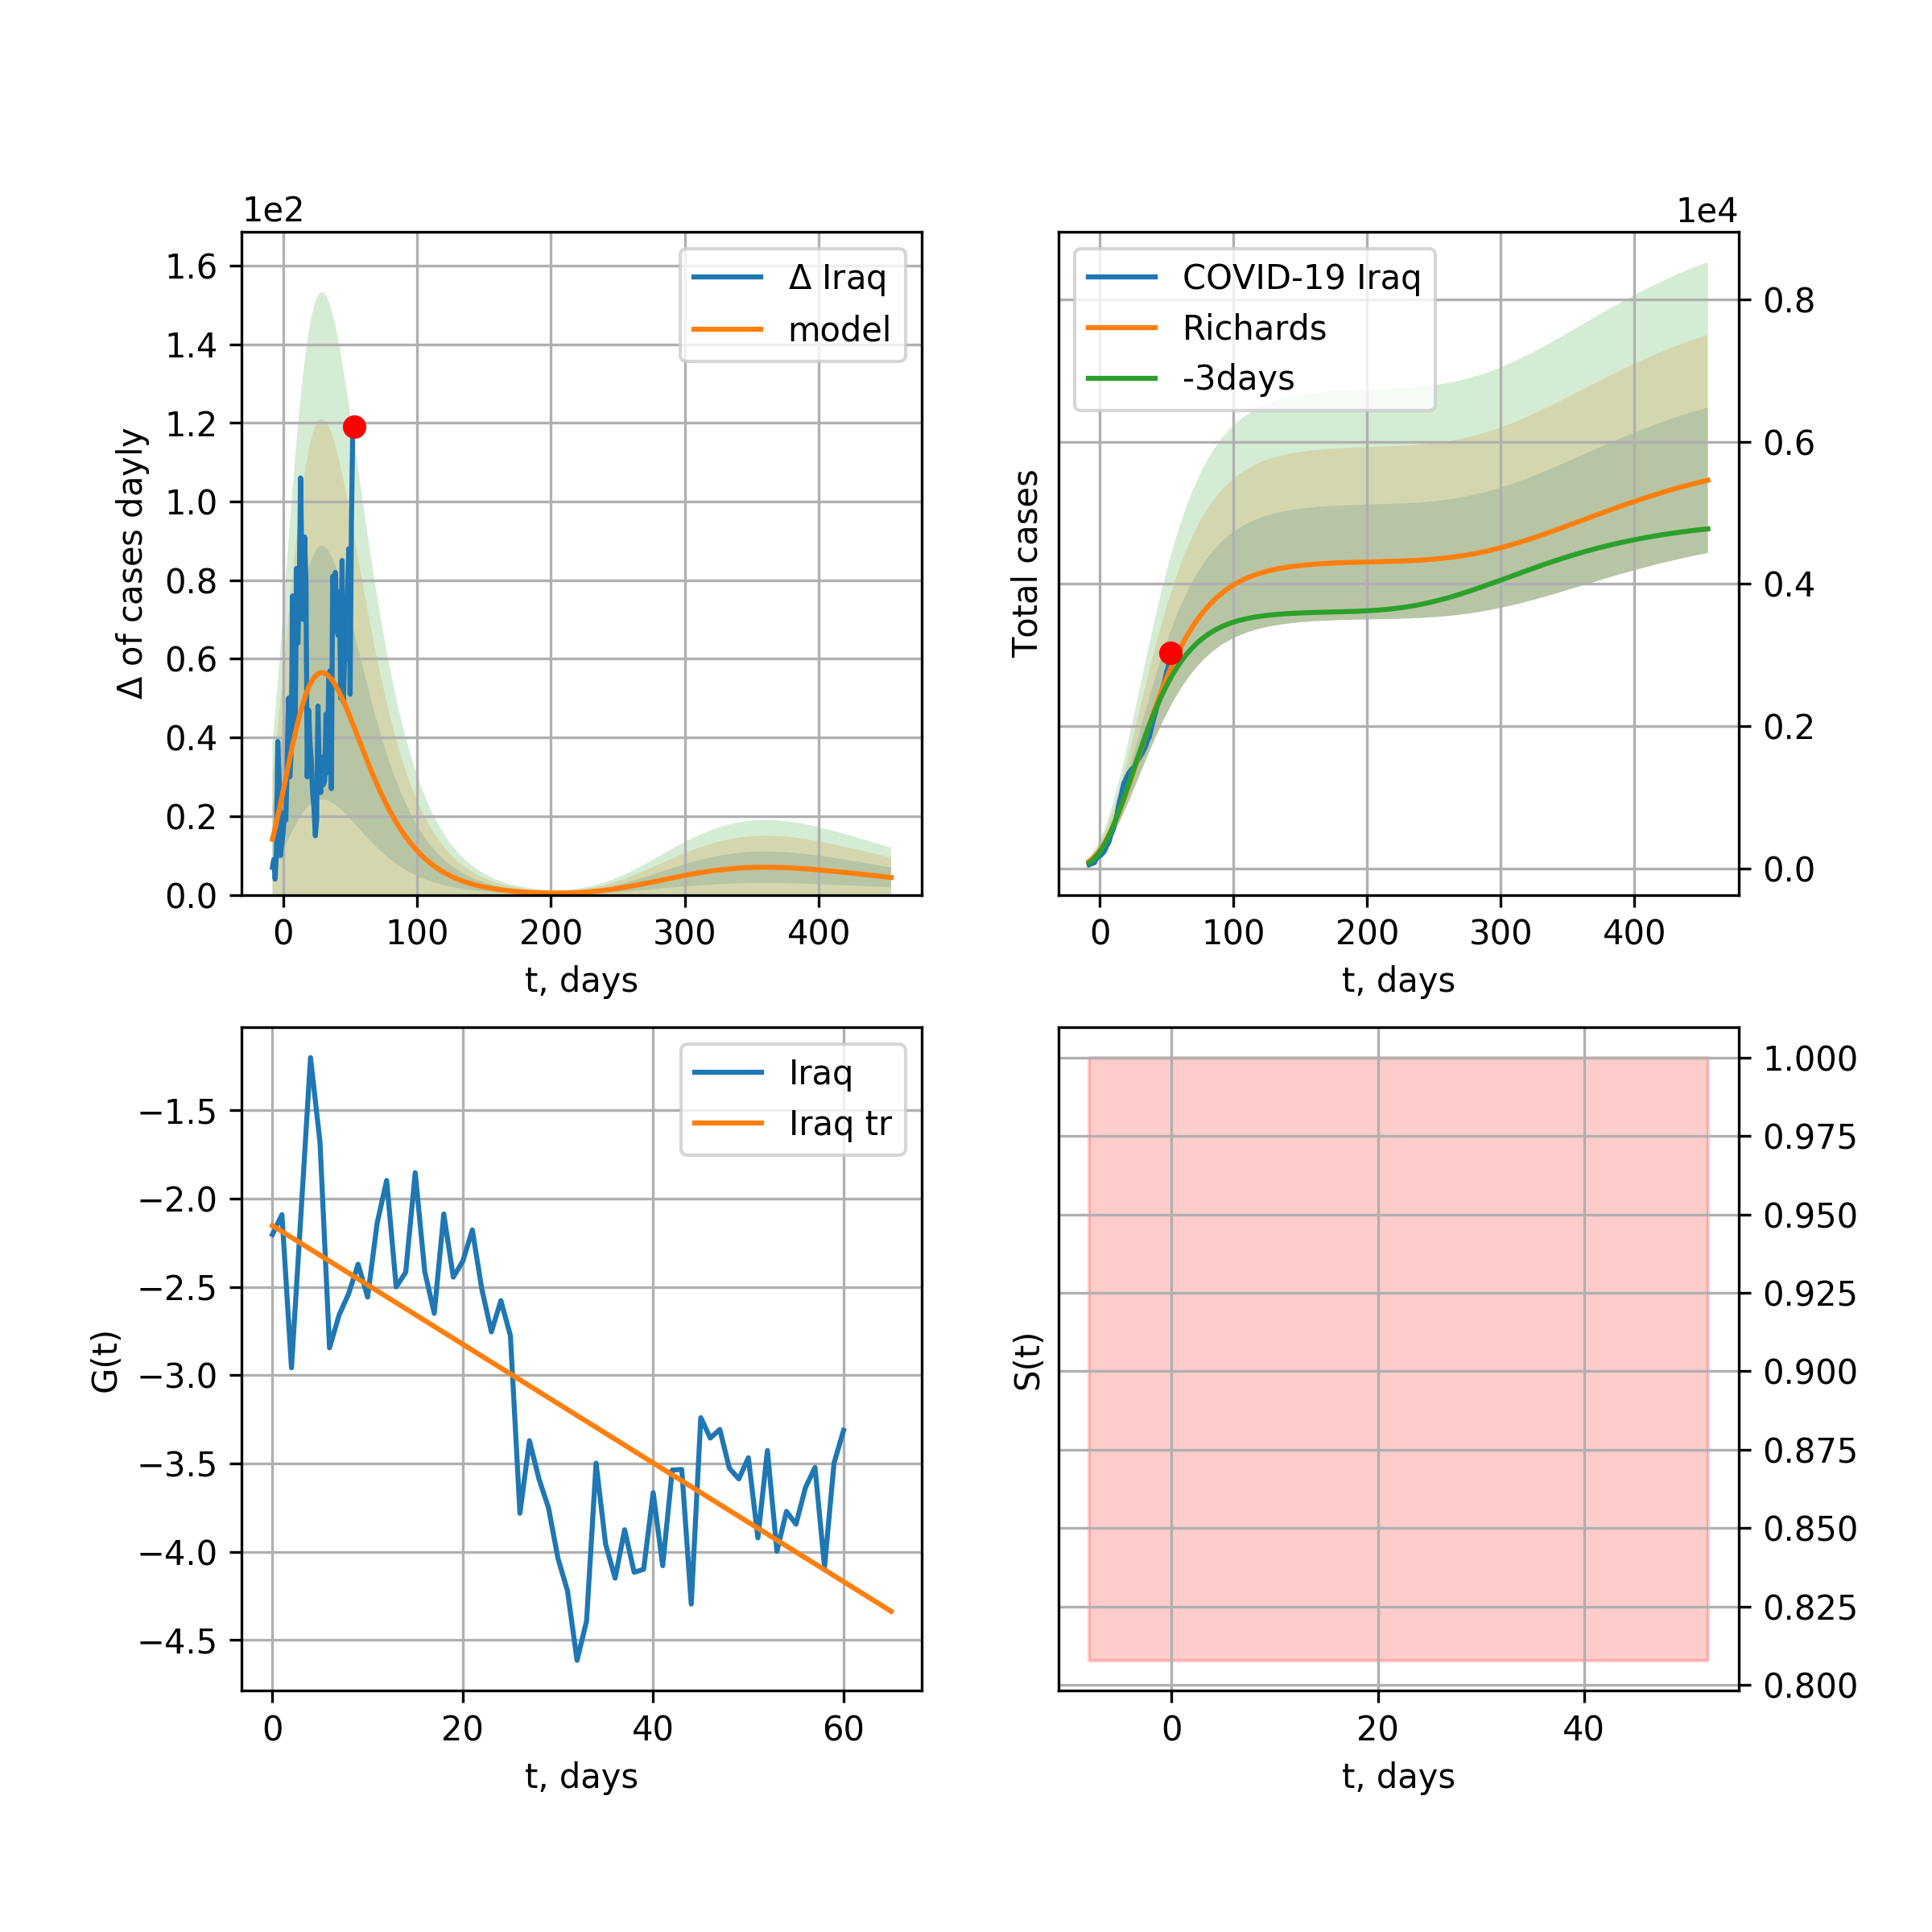 1e2
1.6
1.4
1.2
1.0
0.8
0.6
0.4
0.2
0.0
Δ of cases dayly
Δ Iraq
model
0 100 200 300 400
t, days
1e4
COVID-19 Iraq
Richards
-3days
Total cases
0.8
0.6
0.4
0.2
0.0
0 100 200 300 400
t, days
Iraq
Iraq tr
G(t)
−1.5
−2.0
−2.5
−3.0
−3.5
−4.0
−4.5
0 20 40 60
t, days
S(t)
1.000
0.975
0.950
0.925
0.900
0.875
0.850
0.825
0.800
0 20 40
t, days